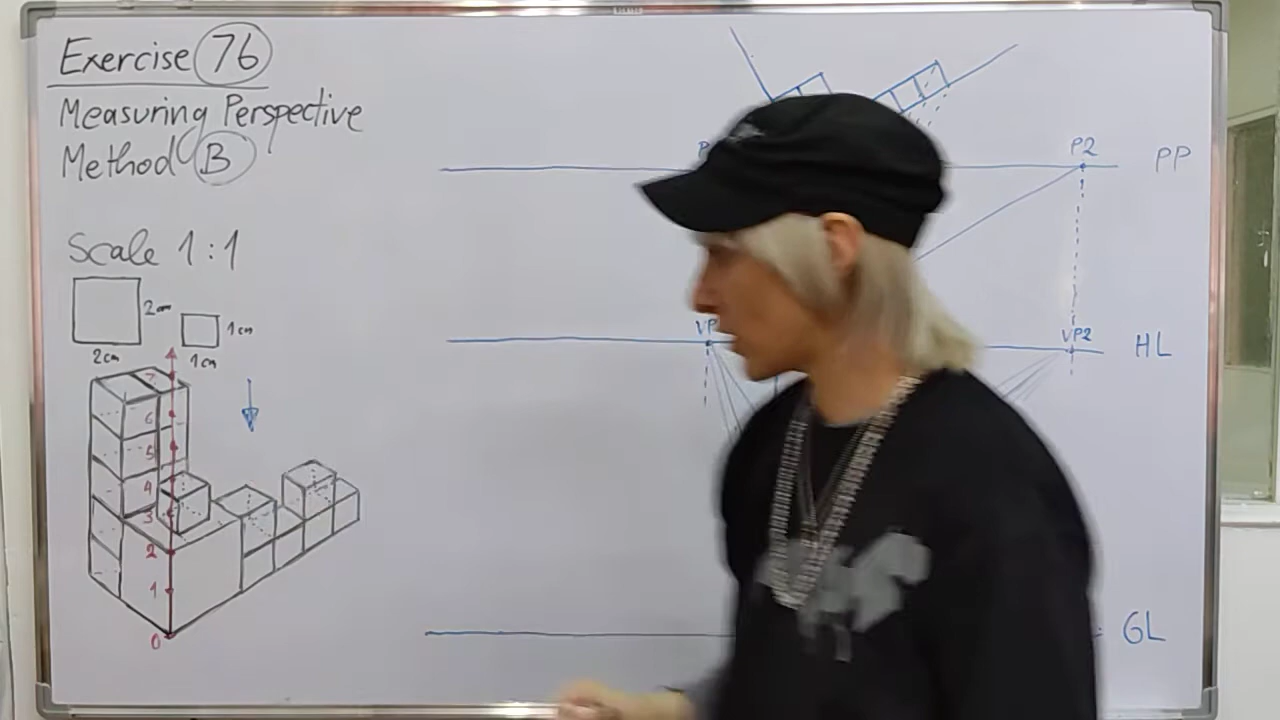 Exercise 76
Measuring Perspective
Method B
Scale 1:1
2cm
1cm
2cm
1cm
7
6
5
4
3
2
1
0
P2
PP
VP
VP2
HL
GL